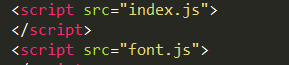 <script src="index.js">
</script>
<script src="font.js">